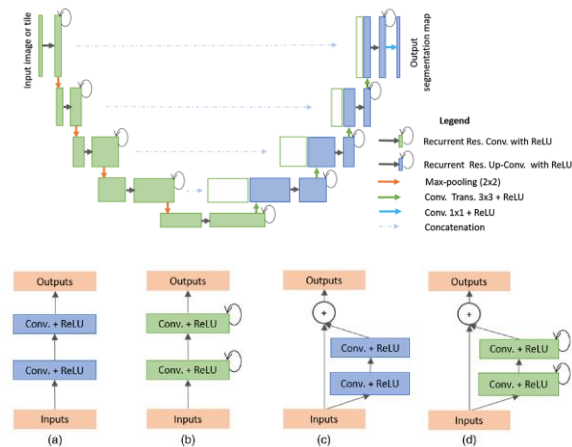 Input image or tile
Output
segmentation map
Legend
Recurrent Res. Conv. with ReLU
Recurrent Res. Up-Conv. with ReLU
Max-pooling (2x2)
Conv. Trans. 3x3 + ReLU
Conv. 1x1 + ReLU
Concatenation
Outputs
Conv. + ReLU
Conv. + ReLU
Inputs
(a)
Outputs
Conv. + ReLU
Conv. + ReLU
Inputs
(b)
Outputs
+
Conv. + ReLU
Conv. + ReLU
Inputs
(c)
Outputs
+
Conv. + ReLU
Conv. + ReLU
Inputs
(d)